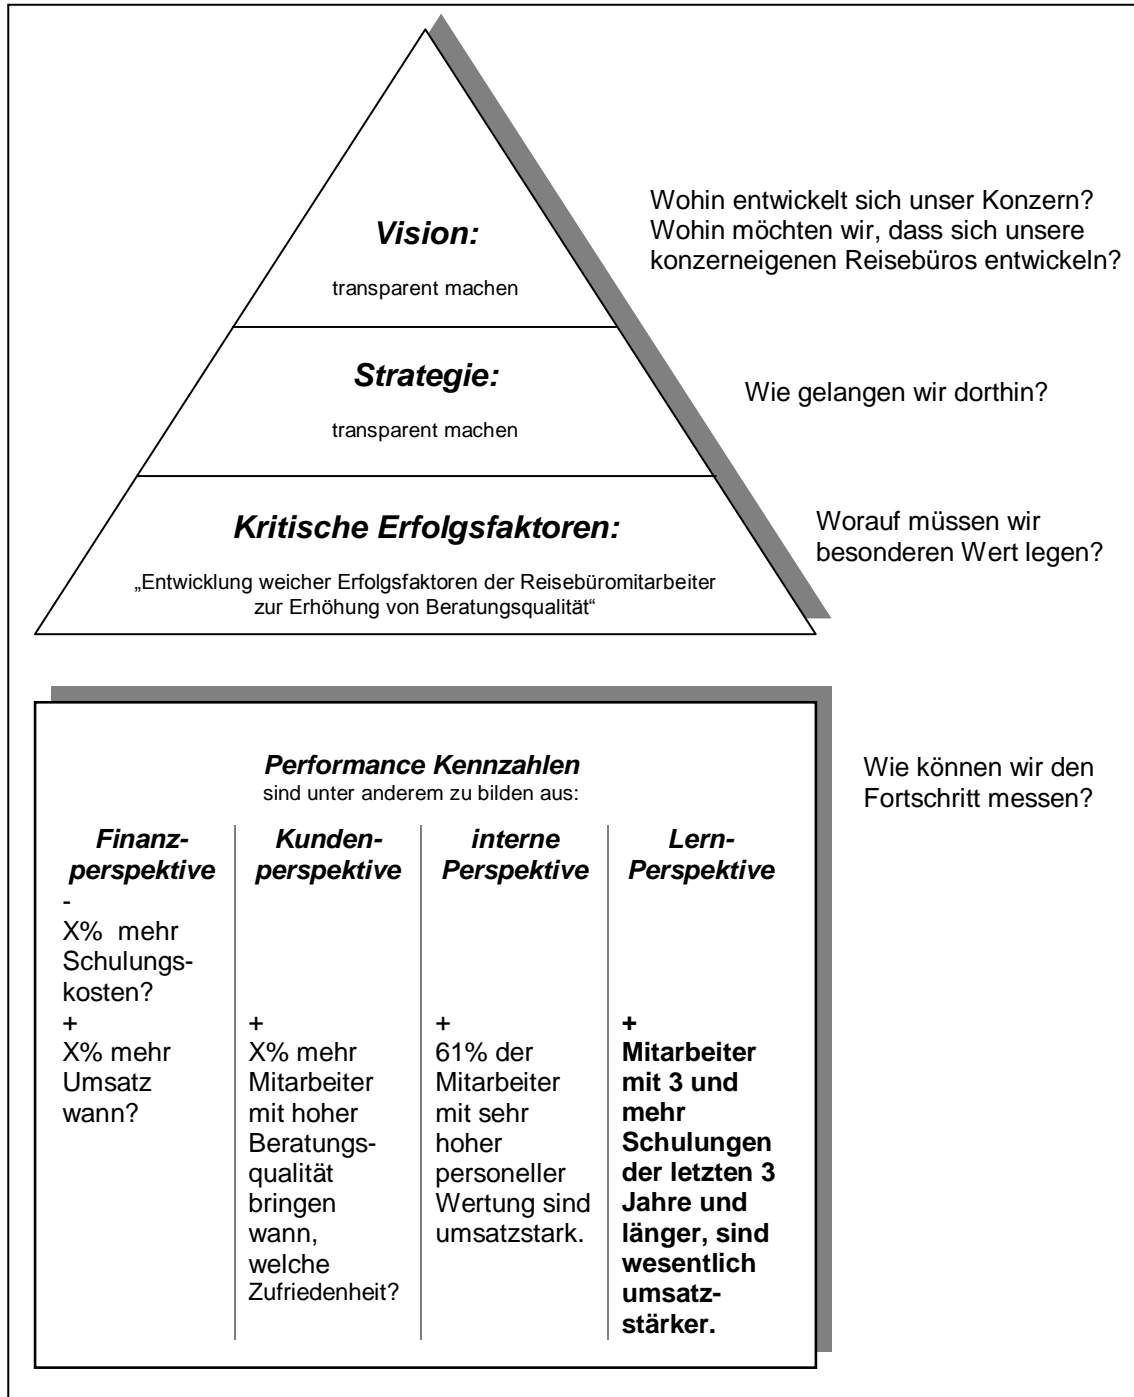 Vision:
transparent machen
Wohin entwickelt sich unser Konzern?
Wohin möchten wir, dass sich unsere
konzerneigenen Reisebüros entwickeln?
Strategie:
transparent machen
Wie gelangen wir dorthin?
Kritische Erfolgsfaktoren:
„Entwicklung weicher Erfolgsfaktoren der Reisebüromitarbeiter
zur Erhöhung von Beratungsqualität“
Worauf müssen wir
besonderen Wert legen?
Performance Kennzahlen
sind unter anderem zu bilden aus:
Wie können wir den
Fortschritt messen?
Finanz-
perspektive
-
X% mehr
Schulungs-
kosten?
+
X% mehr
Umsatz
wann?
Kunden-
perspektive
+
X% mehr
Mitarbeiter
mit hoher
Beratungs-
qualität
bringen
wann,
welche
Zufriedenheit?
interne
Perspektive
+
61% der
Mitarbeiter
mit sehr
hoher
personeller
Wertung sind
umsatzstark.
Lern-
Perspektive
+
Mitarbeiter
mit 3 und
mehr
Schulungen
der letzten 3
Jahre und
länger, sind
wesentlich
umsatz-
stärker.